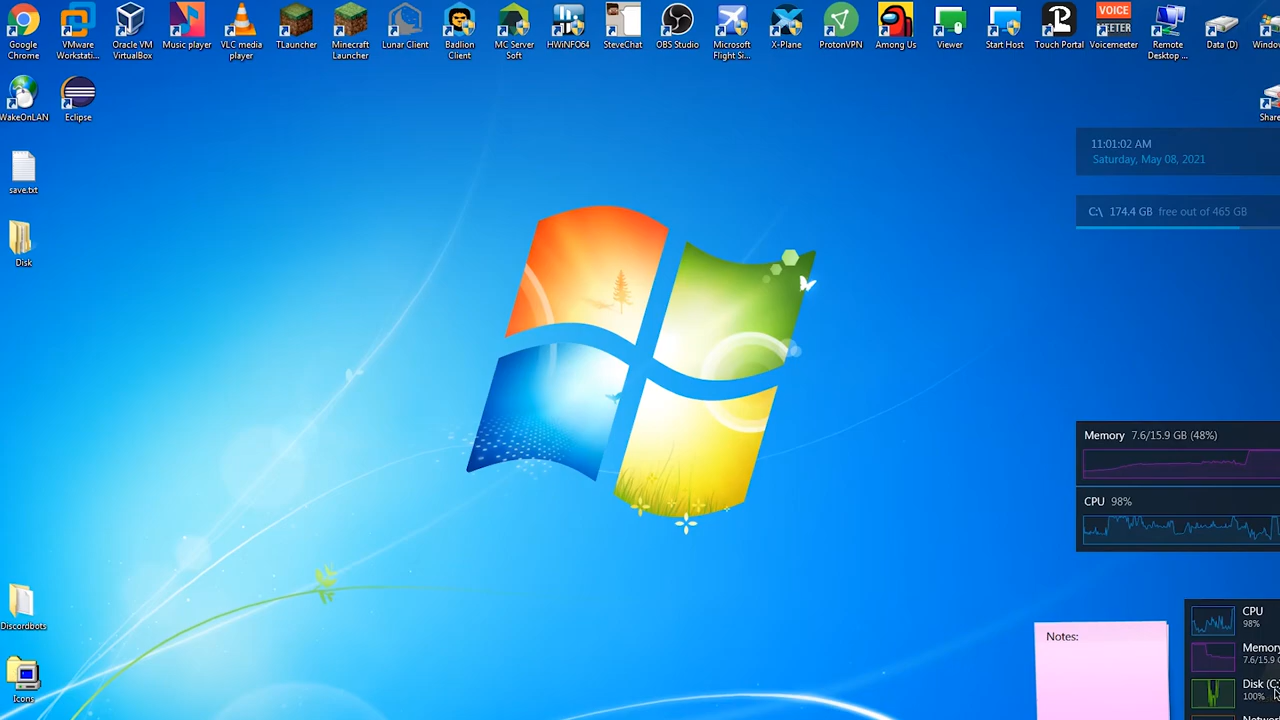 Google Chrome
VMware Workstati...
Oracle VM VirtualBox
Music player
VLC media player
TLauncher
Minecraft Launcher
Lunar Client
Badlion Client
MC Server Soft
HWiNFO64
SteveChat
OBS Studio
Microsoft Flight Si...
X-Plane
ProtonVPN
Among Us
Viewer
Start Host
Touch Portal
VOICE
MEETER
Voicemeeter
Remote Desktop ...
Data (D)
Window
WakeOnLAN
Eclipse
Share
save.txt
Disk
11:01:02 AM
Saturday, May 08, 2021
C:\ 174.4 GB free out of 465 GB
Memory 7.6/15.9 GB (48%)
CPU 98%
Discordbots
Icons
Notes:
CPU
98%
Memory
7.6/15.9 G
Disk (C:
100%